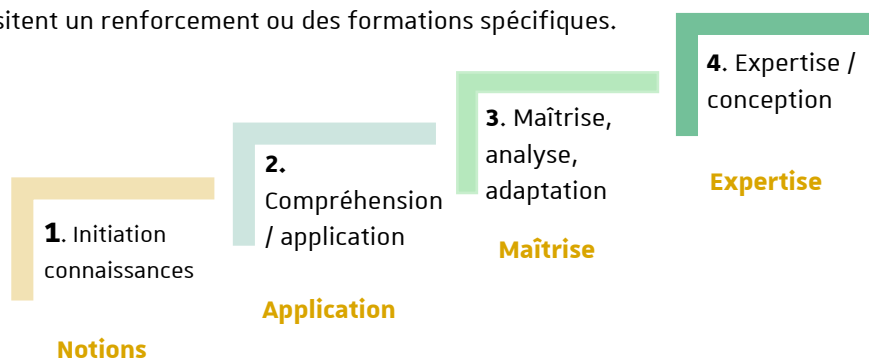 sitent un renforcement ou des formations spécifiques.
1. Initiation
connaissances
Notions
2.
Compréhension
/ application
Application
3. Maîtrise,
analyse,
adaptation
Maîtrise
4. Expertise /
conception
Expertise